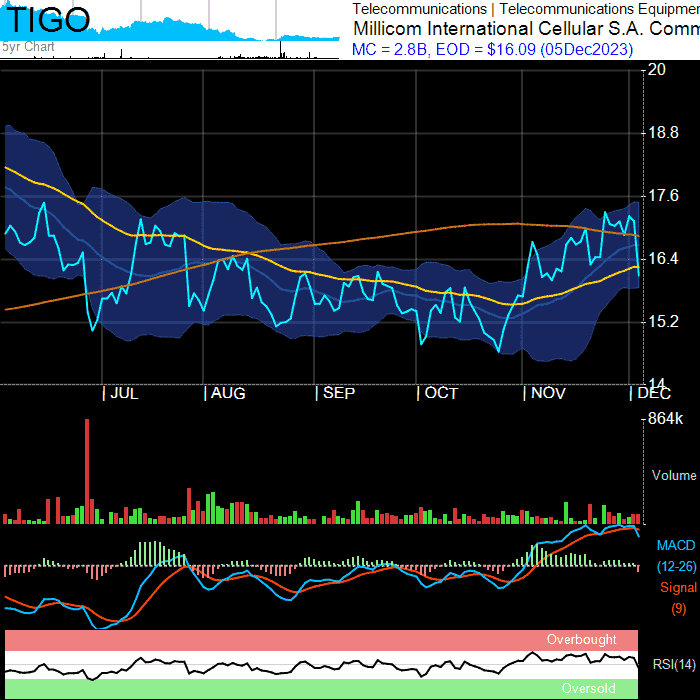 TIGO
5yr Chart
Telecommunications | Telecommunications Equipmen
Millicom International Cellular S.A. Comm
MC = 2.8B, EOD = $16.09 (05Dec2023)
20
18.8
17.6
16.4
15.2
14
|JUL |AUG |SEP |OCT |NOV |DEC
864k
Volume
MACD
(12-26)
Signal
(9)
Overbought
RSI(14)
Oversold